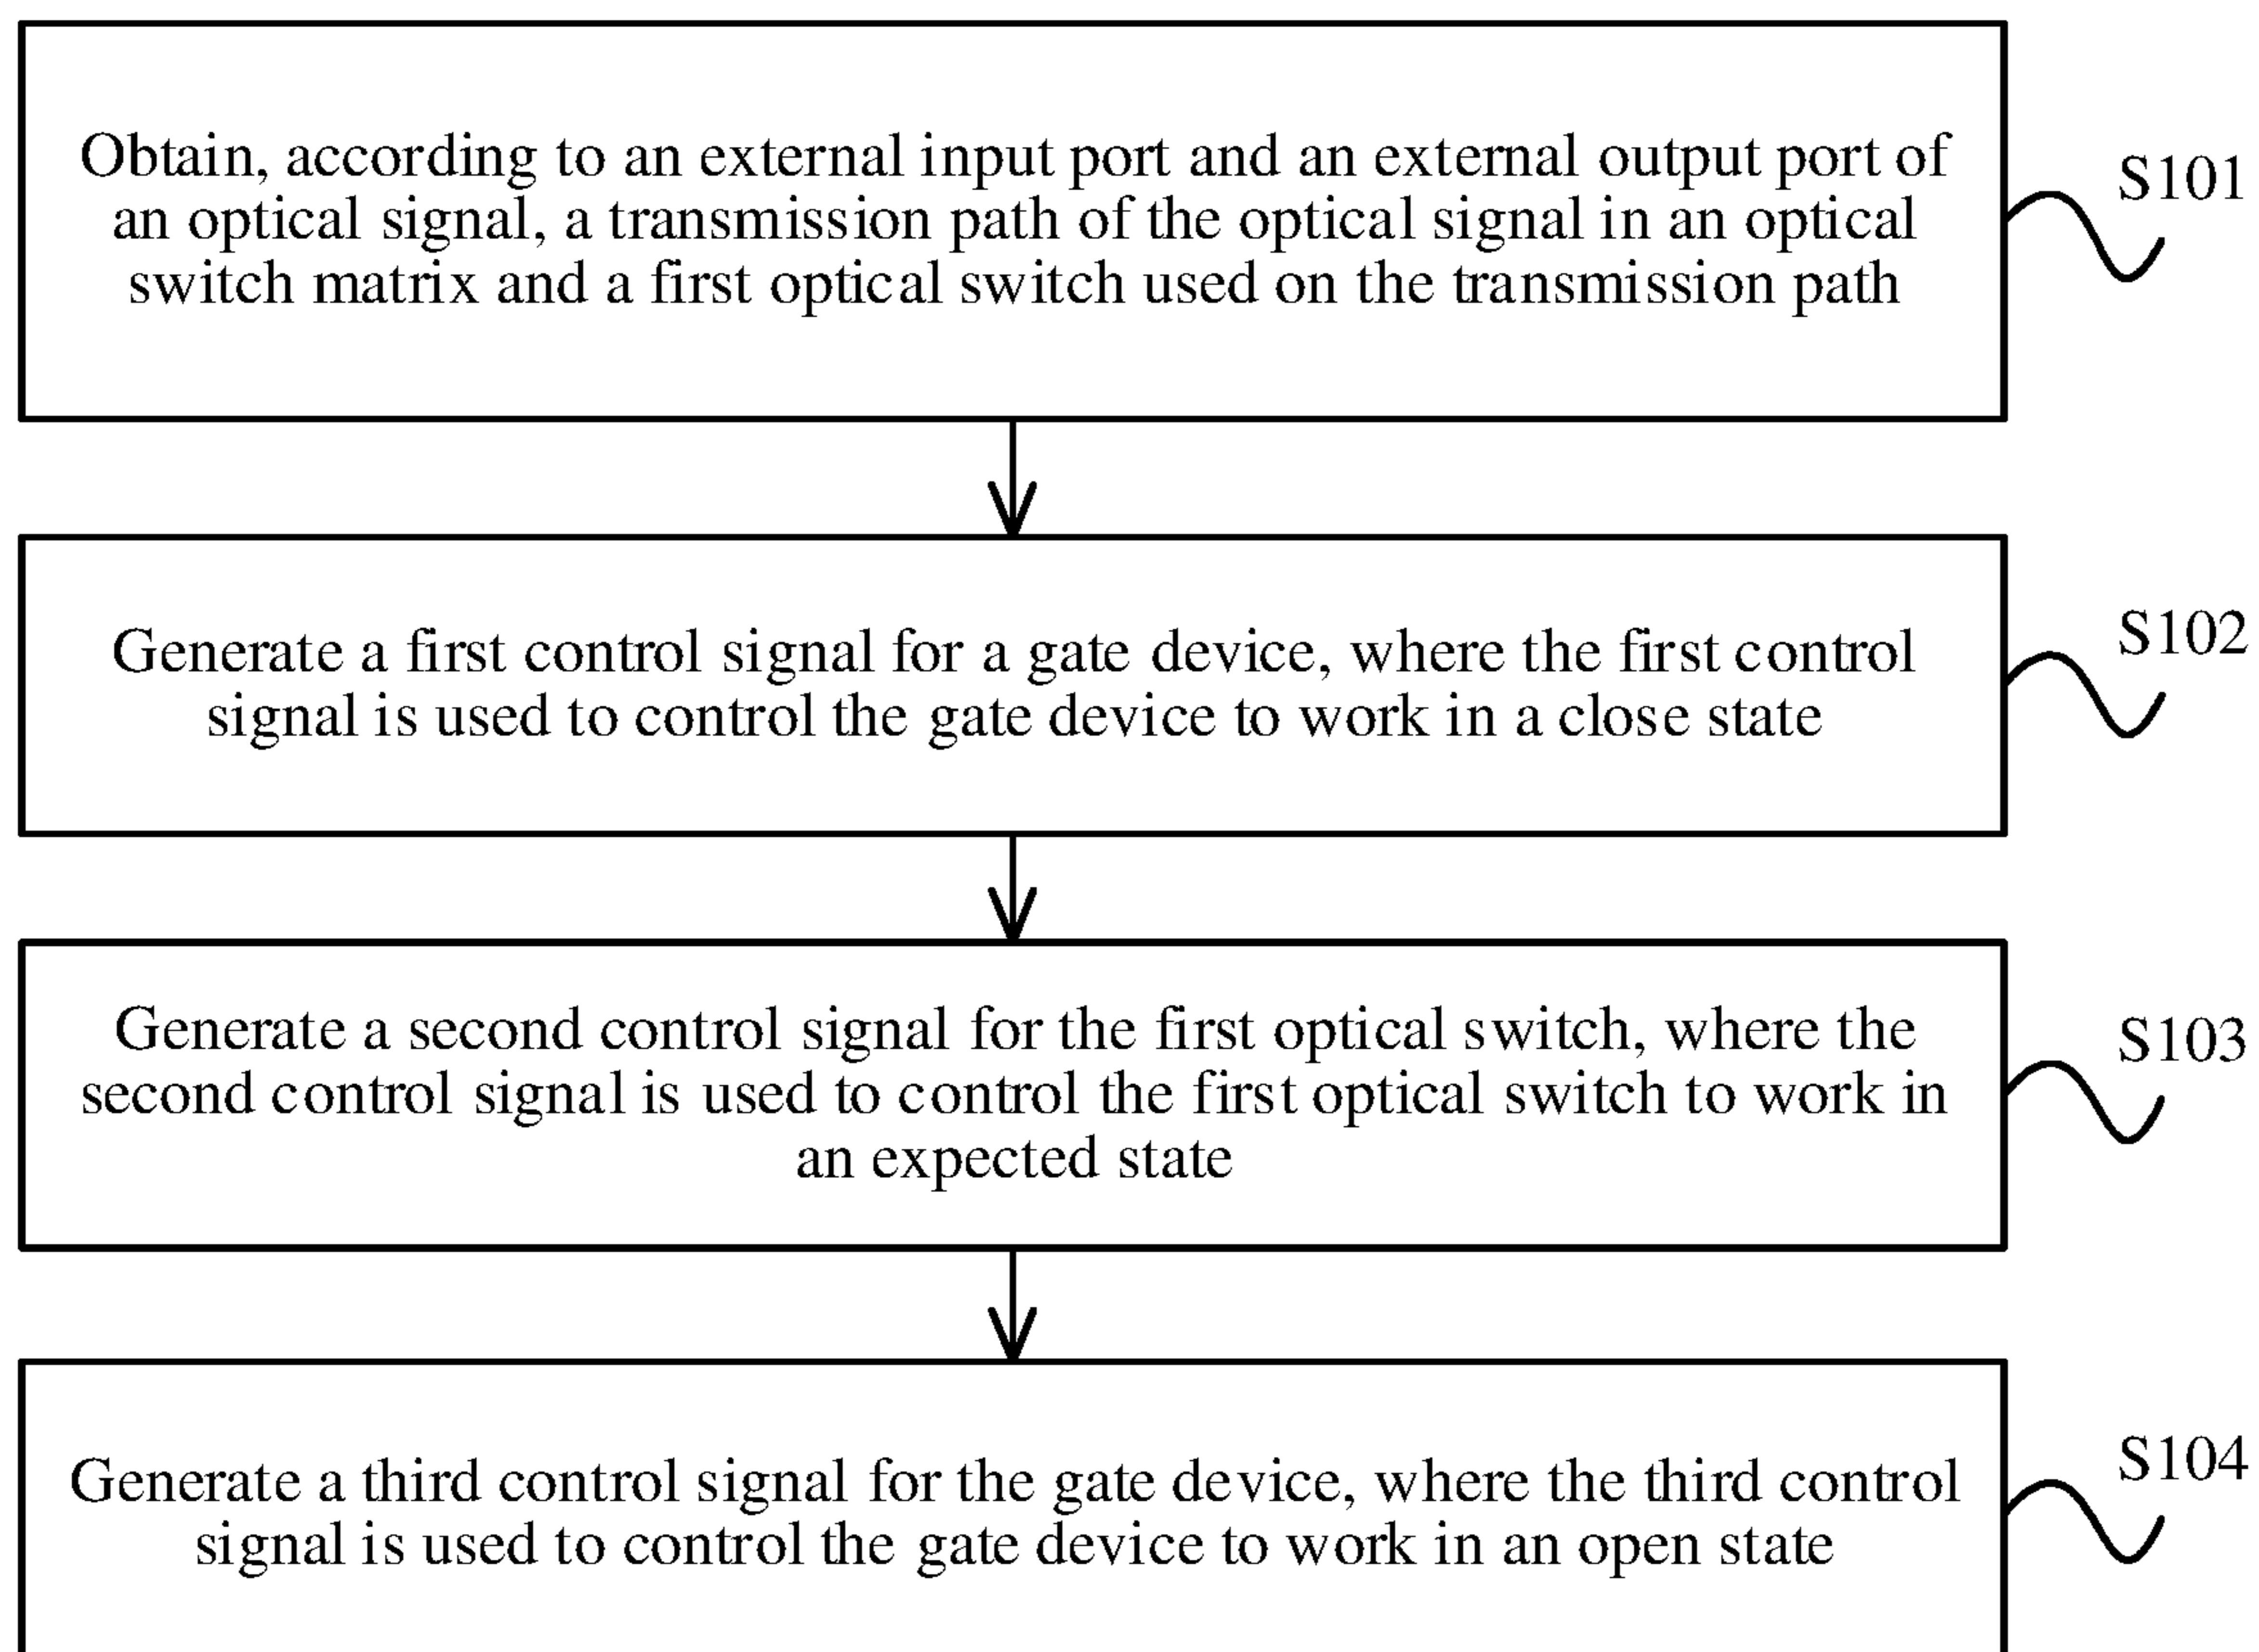 Obtain, according to an external input port and an external output port of
an optical signal, a transmission path of the optical signal in an optical
switch matrix and a first optical switch used on the transmission path
S101
Generate a first control signal for a gate device, where the first control
signal is used to control the gate device to work in a close state
S102
Generate a second control signal for the first optical switch, where the
second control signal is used to control the first optical switch to work in
an expected state
S103
Generate a third control signal for the gate device, where the third control
signal is used to control the gate device to work in an open state
S104